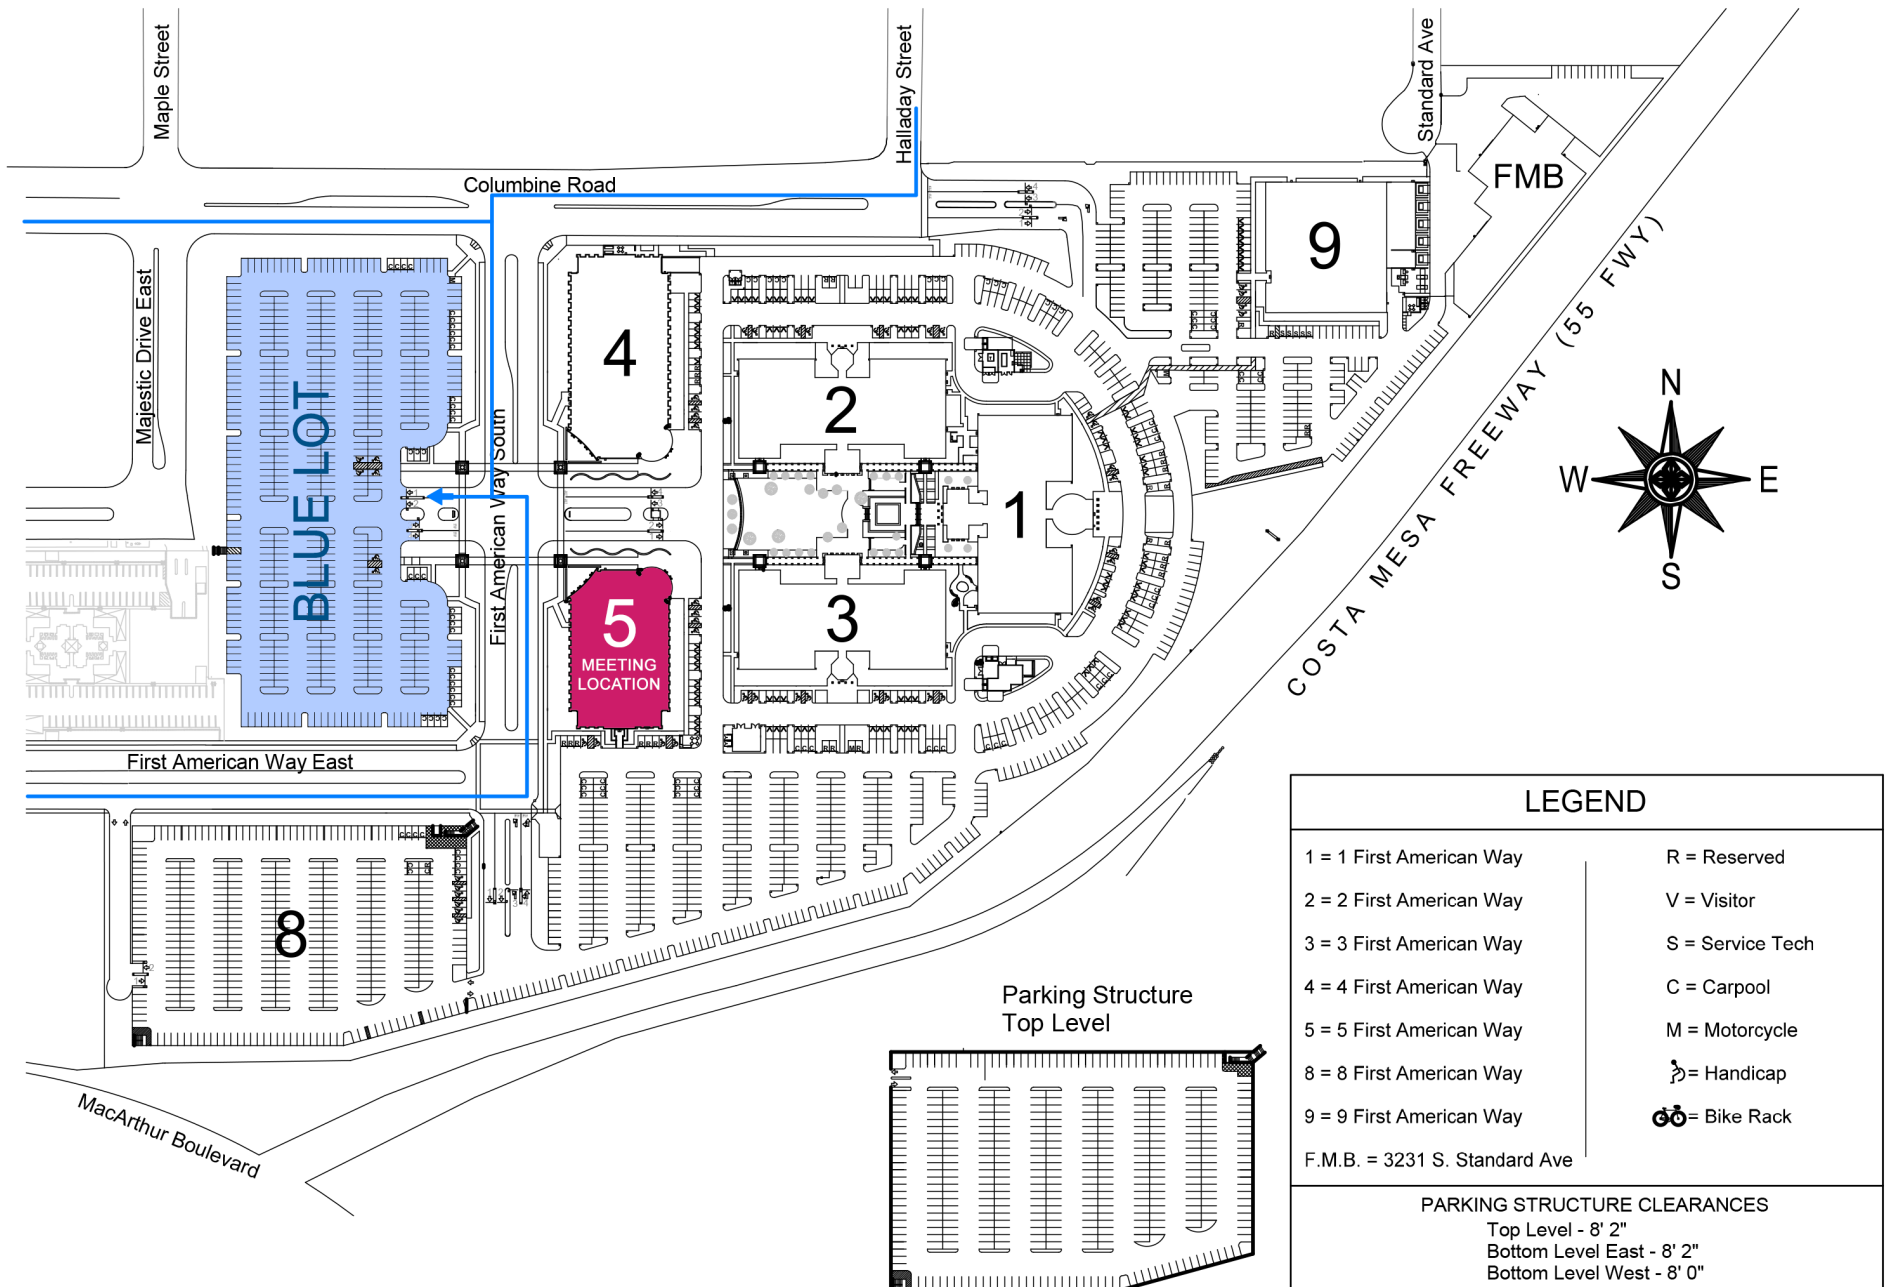 Maple Street
Halladay Street
Standard Ave
FMB
Columbine Road
9
COSTA MESA FREEWAY (55 FWY)
Majestic Drive East
BLUE LOT
First American Way South
4
2
1
N
W
E
S
5
MEETING
LOCATION
3
First American Way East
8
MacArthur Boulevard
Parking Structure
Top Level
LEGEND
1 = 1 First American Way
2 = 2 First American Way
3 = 3 First American Way
4 = 4 First American Way
5 = 5 First American Way
8 = 8 First American Way
9 = 9 First American Way
F.M.B. = 3231 S. Standard Ave
R = Reserved
V = Visitor
S = Service Tech
C = Carpool
M = Motorcycle
= Handicap
= Bike Rack
PARKING STRUCTURE CLEARANCES
Top Level - 8' 2"
Bottom Level East - 8' 2"
Bottom Level West - 8' 0"